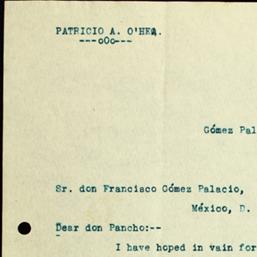 PATRICIO A. O'HEA.
---oOo---
Gómez Pal
Sr. don Francisco Gómez Palacio,
México, D.
Dear don Pancho:--
I have hoped in vain for